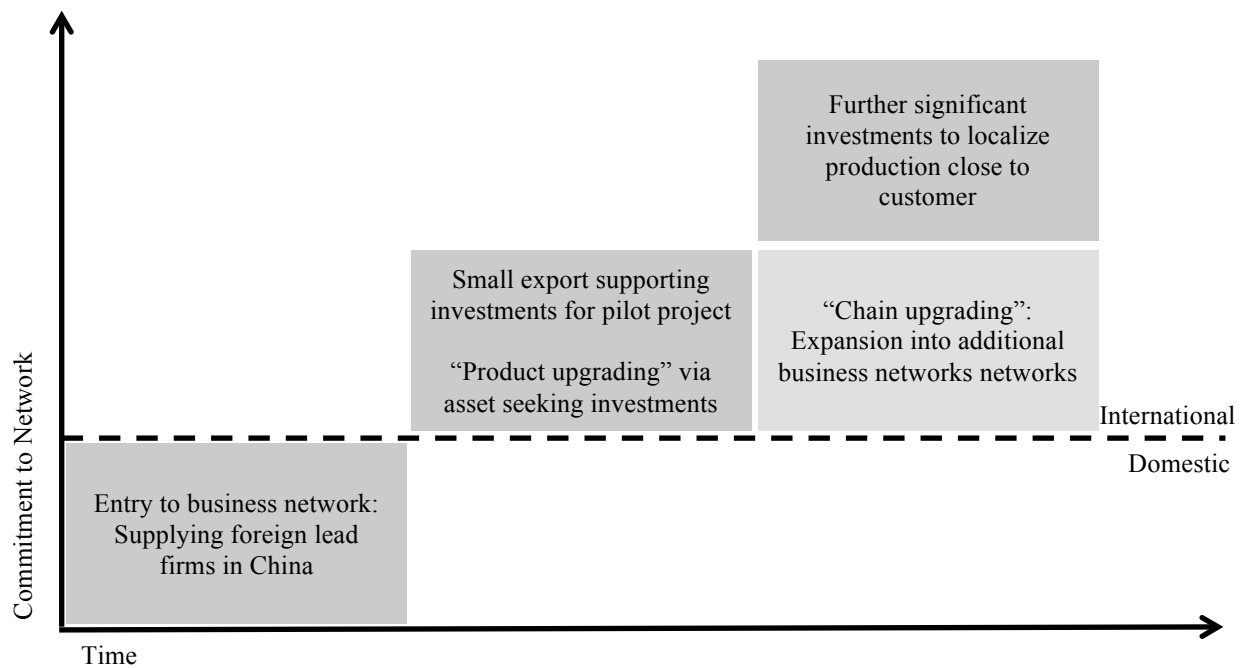 Further significant
investments to localize
production close to
customer
Small export supporting
investments for pilot project
“Product upgrading” via
asset seeking investments
“Chain upgrading”:
Expansion into additional
business networks networks
International
Domestic
Entry to business network:
Supplying foreign lead
firms in China
Commitment to Network
Time